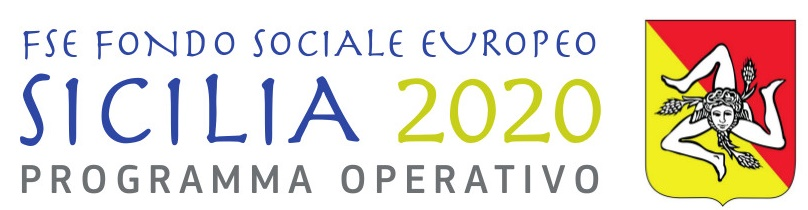 FSE FONDO SOCIALE EUROPEO
SICILIA 2020
PROGRAMMA OPERATIVO